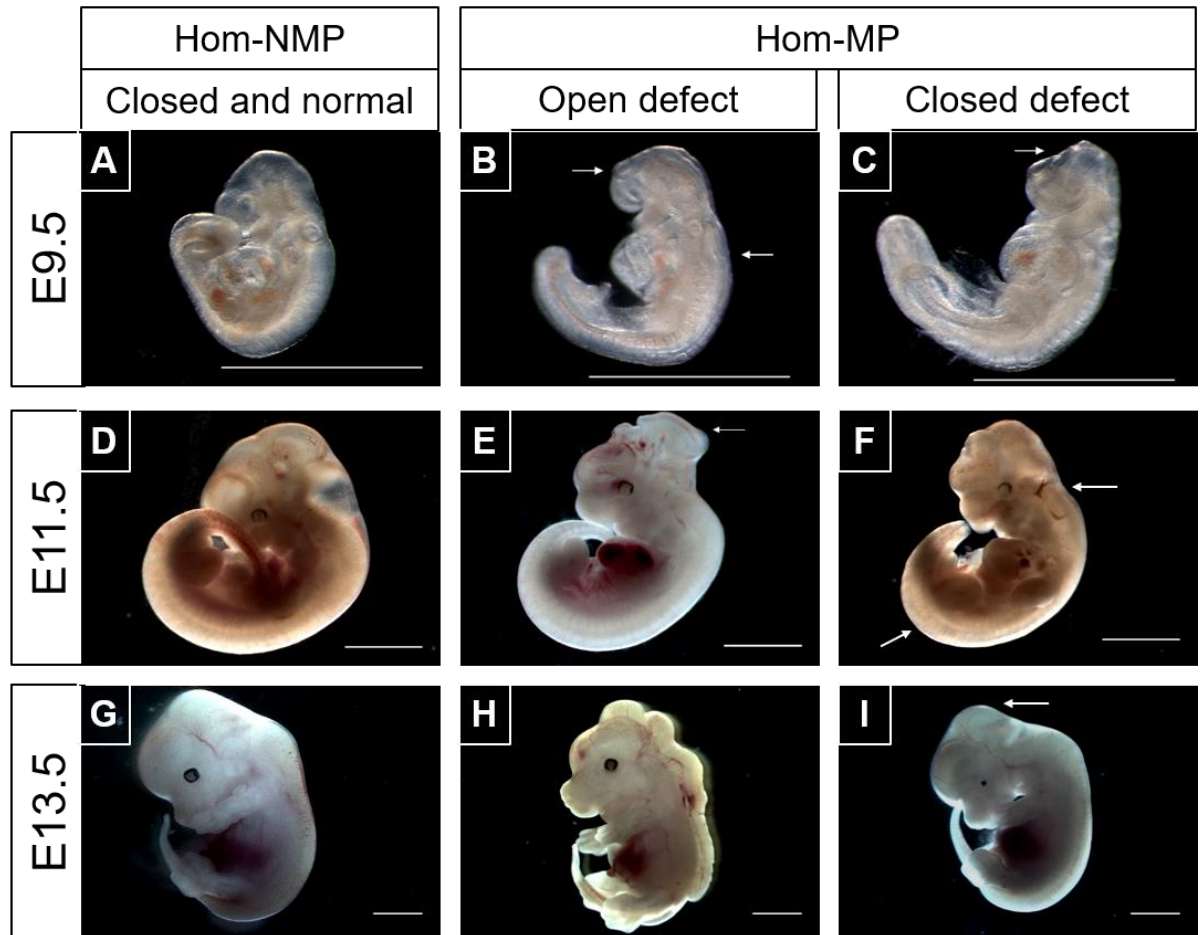 Hom-NMP
Hom-MP
Closed and normal
Open defect
Closed defect
E9.5
A
B
C
E11.5
D
E
F
E13.5
G
H
I